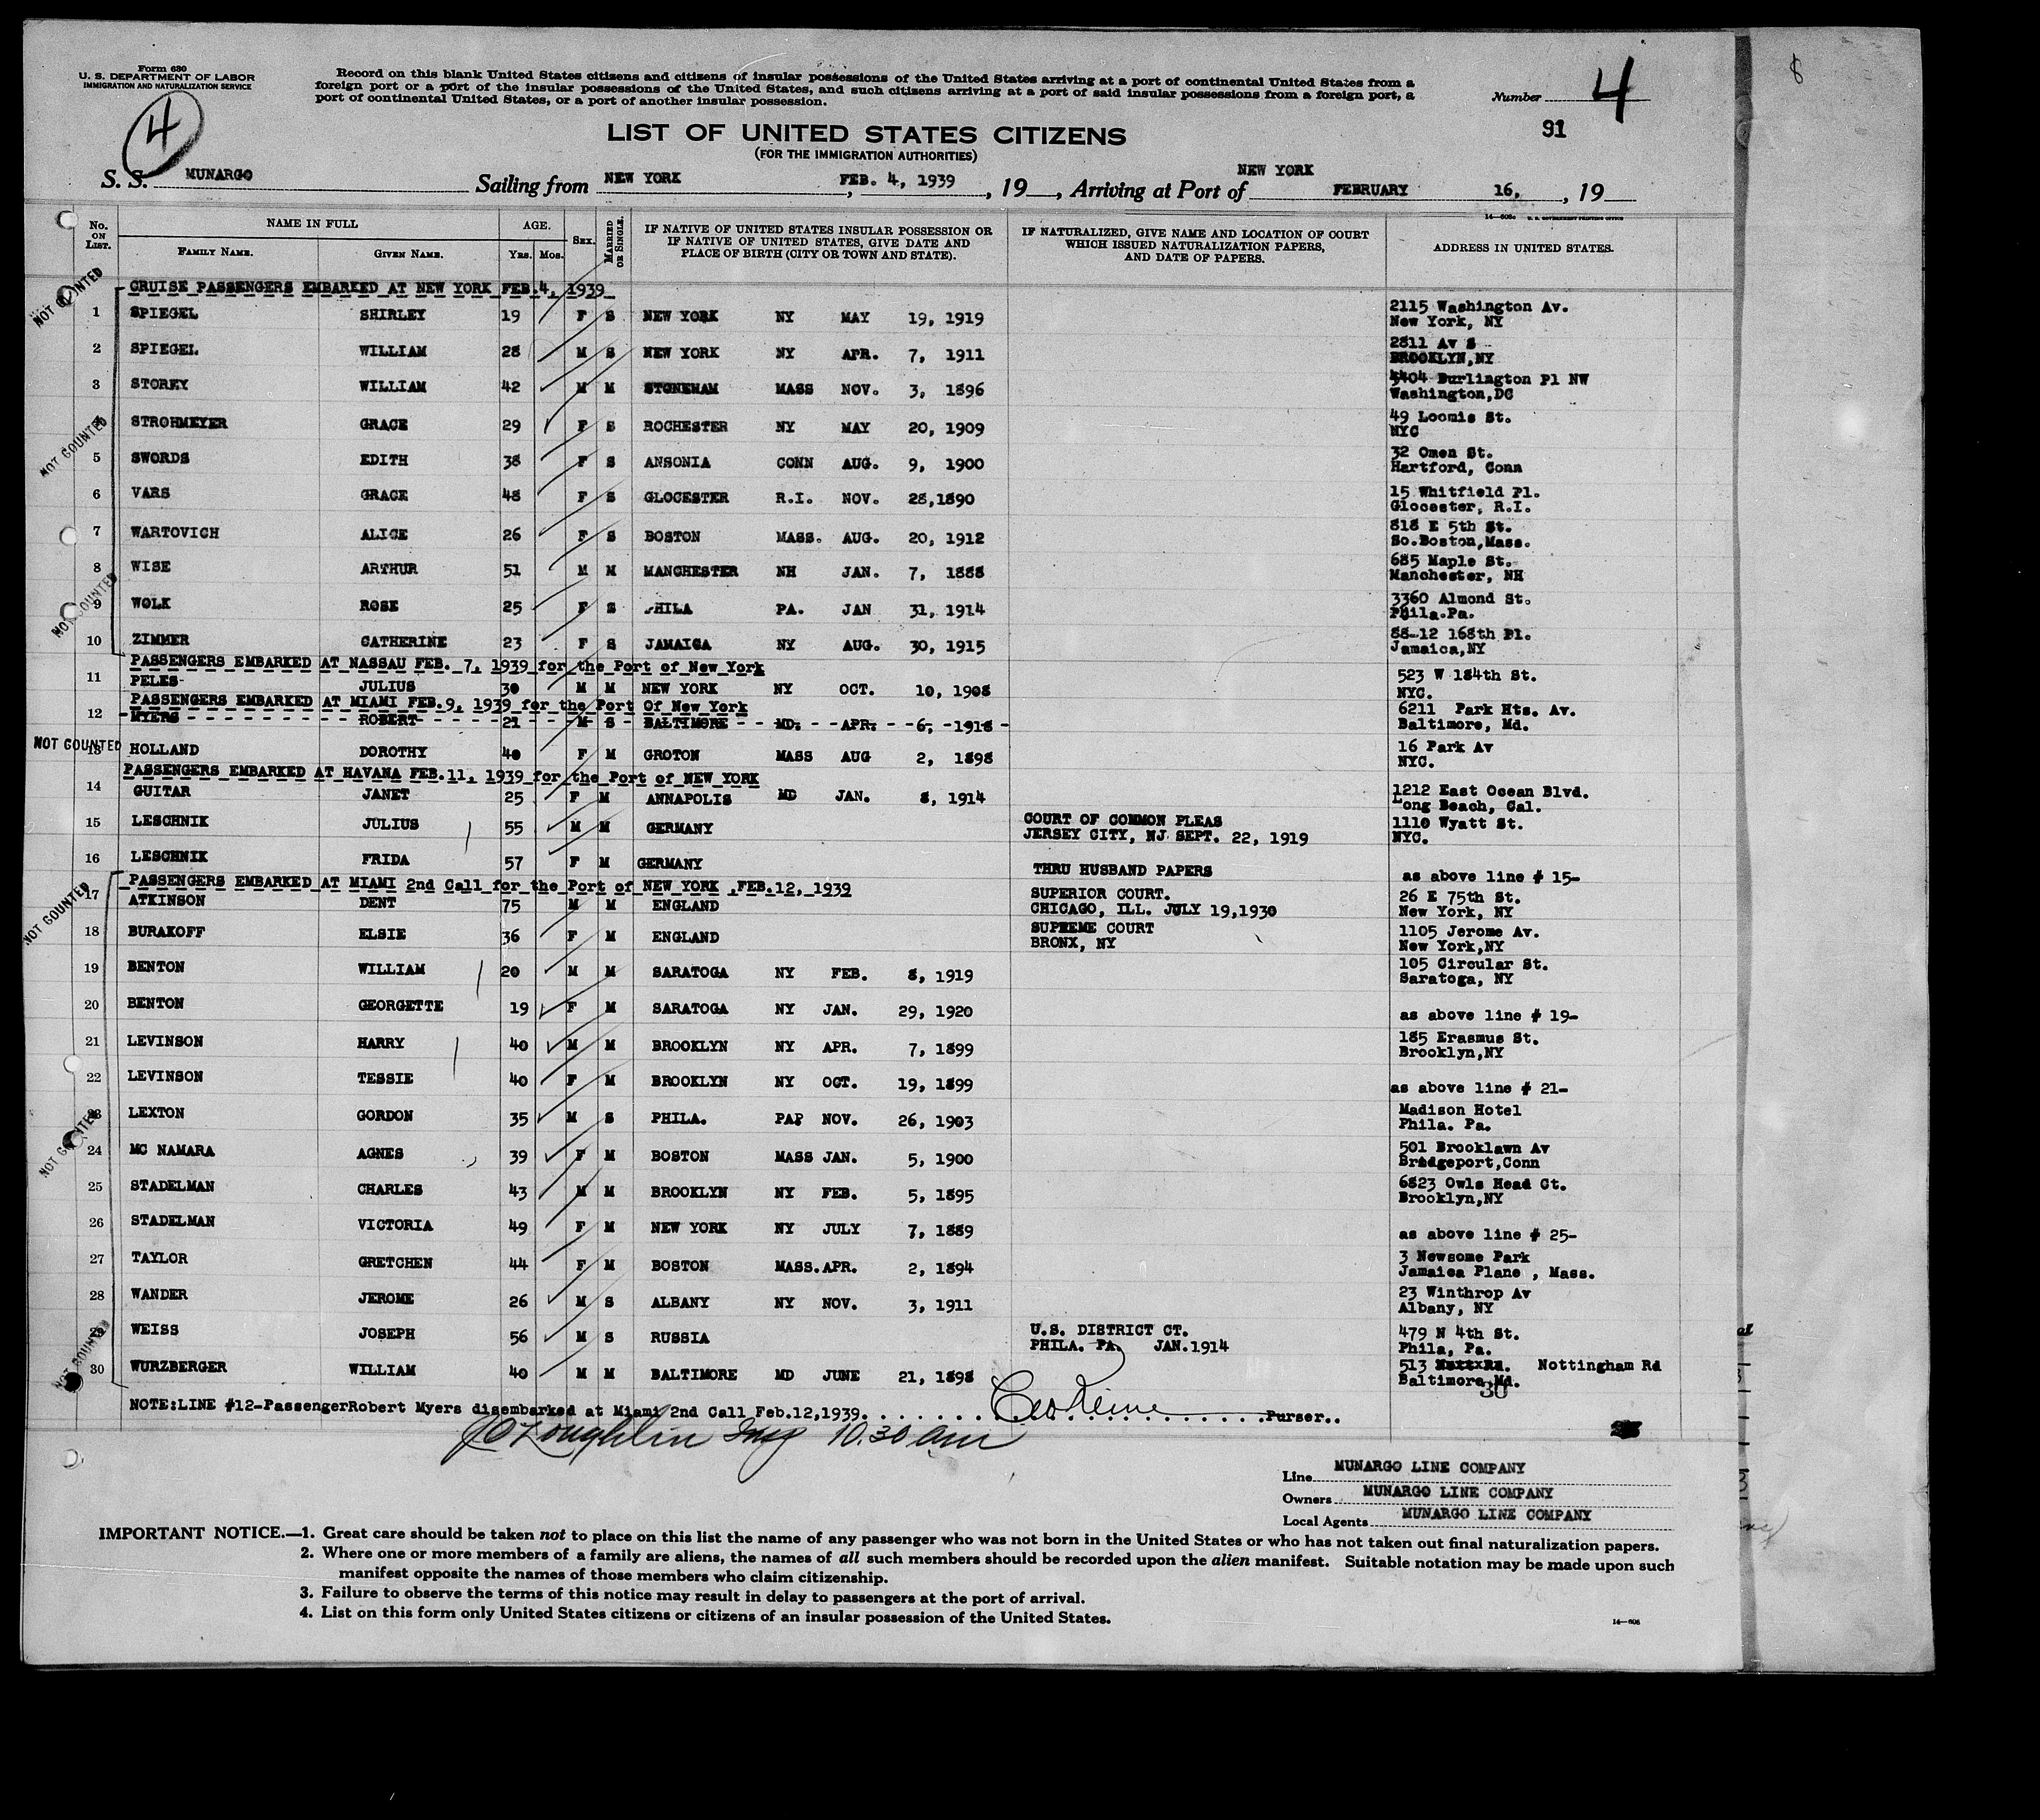 Form 630
U. S. DEPARTMENT OF LABOR
IMMIGRATION AND NATURALIZATION SERVICE
4
Record on this blank United States citizens and citizens of insular possessions of the United States arriving at a port of continental United States from a
foreign port or a port of the insular possessions of the United States, and such citizens arriving at a port of said insular possessions from a foreign port, a
port of continental United States, or a port of another insular possession.
Number 4
91
8
LIST OF UNITED STATES CITIZENS
(FOR THE IMMIGRATION AUTHORITIES)
S. S. MUNARGO Sailing from NEW YORK, FEB. 4, 1939, 19 , Arriving at Port of NEW YORK FEBRUARY 16, , 19
14—606c U. S. GOVERNMENT PRINTING OFFICE
No. ON LIST. NAME IN FULL FAMILY NAME. GIVEN NAME. AGE. Yrs. Mos. SEX. MARRIED OR SINGLE. IF NATIVE OF UNITED STATES INSULAR POSSESSION OR IF NATIVE OF UNITED STATES, GIVE DATE AND PLACE OF BIRTH (CITY OR TOWN AND STATE). IF NATURALIZED, GIVE NAME AND LOCATION OF COURT WHICH ISSUED NATURALIZATION PAPERS, AND DATE OF PAPERS. ADDRESS IN UNITED STATES.
NOT COUNTED
CRUISE PASSENGERS EMBARKED AT NEW YORK FEB.4, 1939
1 SPIEGEL SHIRLEY 19 F S NEW YORK NY MAY 19, 1919 2115 Washington Av. New York, NY
2 SPIEGEL WILLIAM 28 M S NEW YORK NY APR. 7, 1911 2811 Av S BROOKLYN,NY
3 STOREY WILLIAM 42 M M STONEHAM MASS NOV. 3, 1896 Burlington Pl NW Washington,DC
NOT COUNTED
4 STROHMEYER GRACE 29 F S ROCHESTER NY MAY 20, 1909 49 Loomis St. NYC
5 SWORDS EDITH 38 F S ANSONIA CONN AUG. 9, 1900 32 Omen St. Hartford, Conn
6 VARS GRACE 48 F S GLOCESTER R.I. NOV. 28,1890 15 Whitfield Pl. Glocester, R.I.
7 WARTOVICH ALICE 26 F S BOSTON MASS. AUG. 20, 1912 818 E 5th St. So.Boston,Mass.
8 WISE ARTHUR 51 M M MANCHESTER NH JAN. 7, 1888 685 Maple St. Manchester, NH
NOT COUNTED
9 WOLK ROSE 25 F S PHILA PA. JAN 31, 1914 3360 Almond St. Phila.Pa.
10 ZIMMER CATHERINE 23 F S JAMAICA NY AUG. 30, 1915 88-12 168th Pl. Jamaica,NY
PASSENGERS EMBARKED AT NASSAU FEB. 7, 1939 for the Port of New York
11 PELES- JULIUS 30 M M NEW YORK NY OCT. 10, 1908 523 W 184th St. NYC.
PASSENGERS EMBARKED AT MIAMI FEB.9, 1939 for the Port Of New York
12 MYERS ROBERT 21 M S BALTIMORE MD. APR. 6, 1918 6211 Park Hts. Av. Baltimore, Md.
NOT COUNTED
13 HOLLAND DOROTHY 40 F M GROTON MASS AUG 2, 1898 16 Park Av NYC.
PASSENGERS EMBARKED AT HAVANA FEB.11, 1939 for the Port of NEW YORK
14 GUITAR JANET 25 F M ANNAPOLIS MD JAN. 8, 1914 1212 East Ocean Blvd. Long Beach, Cal.
15 LESCHNIK JULIUS 55 M M GERMANY COURT OF COMMON PLEAS JERSEY CITY, NJ SEPT. 22, 1919 1110 Wyatt St. NYC.
16 LESCHNIK FRIDA 57 F M GERMANY THRU HUSBAND PAPERS as above line # 15-
PASSENGERS EMBARKED AT MIAMI 2nd Call for the Port of NEW YORK ,FEB.12, 1939
NOT COUNTED
17 ATKINSON DENT 75 M M ENGLAND SUPERIOR COURT. CHICAGO, ILL. JULY 19,1930 26 E 75th St. New York, NY
18 BURAKOFF ELSIE 36 F M ENGLAND SUPREME COURT BRONX, NY 1105 Jerome Av. New York,NY
19 BENTON WILLIAM 20 M M SARATOGA NY FEB. 8, 1919 105 Circular St. Saratoga, NY
20 BENTON GEORGETTE 19 F M SARATOGA NY JAN. 29, 1920 as above line # 19-
21 LEVINSON HARRY 40 M M BROOKLYN NY APR. 7, 1899 185 Erasmus St. Brooklyn,NY
22 LEVINSON TESSIE 40 F M BROOKLYN NY OCT. 19, 1899 as above line # 21-
23 LEXTON GORDON 35 M S PHILA. PA? NOV. 26, 1903 Madison Hotel Phila. Pa.
NOT COUNTED
24 MC NAMARA AGNES 39 F M BOSTON MASS JAN. 5, 1900 501 Brooklawn Av Bridgeport,Conn
25 STADELMAN CHARLES 43 M M BROOKLYN NY FEB. 5, 1895 6823 Owls Head Ct. Brooklyn,NY
26 STADELMAN VICTORIA 49 F M NEW YORK NY JULY 7, 1889 as above line # 25-
27 TAYLOR GRETCHEN 44 F M BOSTON MASS. APR. 2, 1894 3 Newsome Park Jamaica Plane , Mass.
28 WANDER JEROME 26 M S ALBANY NY NOV. 3, 1911 23 Winthrop Av Albany, NY
29 WEISS JOSEPH 56 M S RUSSIA U.S. DISTRICT CT. PHILA. PA. JAN.1914 479 N 4th St. Phila, Pa.
NOT COUNTED
30 WURZBERGER WILLIAM 40 M M BALTIMORE MD JUNE 21, 1898 513 Nottingham Rd Baltimore,Md.
30
NOTE:LINE #12-PassengerRobert Myers disembarked at Miami 2nd Call Feb.12,1939. Purser..
10.30 am
Line MUNARGO LINE COMPANY
Owners MUNARGO LINE COMPANY
Local Agents MUNARGO LINE COMPANY
IMPORTANT NOTICE.—1. Great care should be taken not to place on this list the name of any passenger who was not born in the United States or who has not taken out final naturalization papers.
2. Where one or more members of a family are aliens, the names of all such members should be recorded upon the alien manifest. Suitable notation may be made upon such
manifest opposite the names of those members who claim citizenship.
3. Failure to observe the terms of this notice may result in delay to passengers at the port of arrival.
4. List on this form only United States citizens or citizens of an insular possession of the United States.
14—606